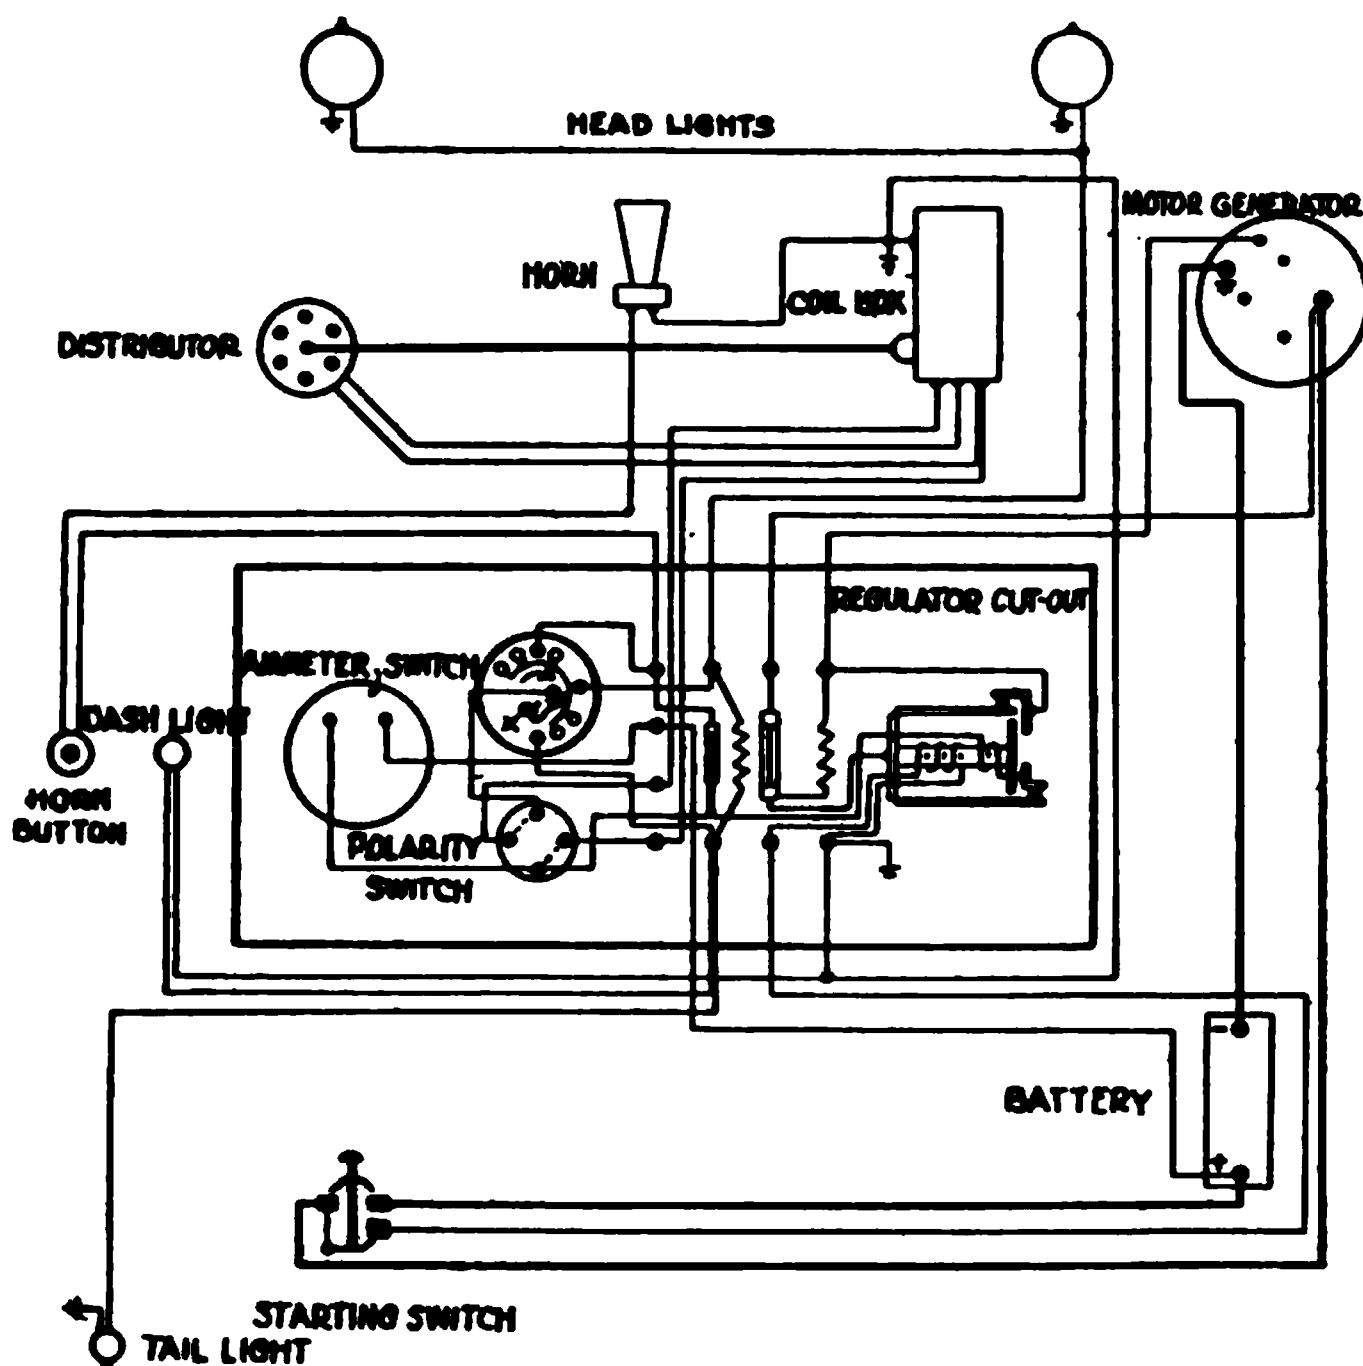 HEAD LIGHTS
MOTOR GENERATOR
HORN
COIL BOX
DISTRIBUTOR
REGULATOR CUT-OUT
AMMETER SWITCH
DASH LIGHT
HORN
BUTTON
POLARITY
SWITCH
-
BATTERY
+
STARTING SWITCH
TAIL LIGHT